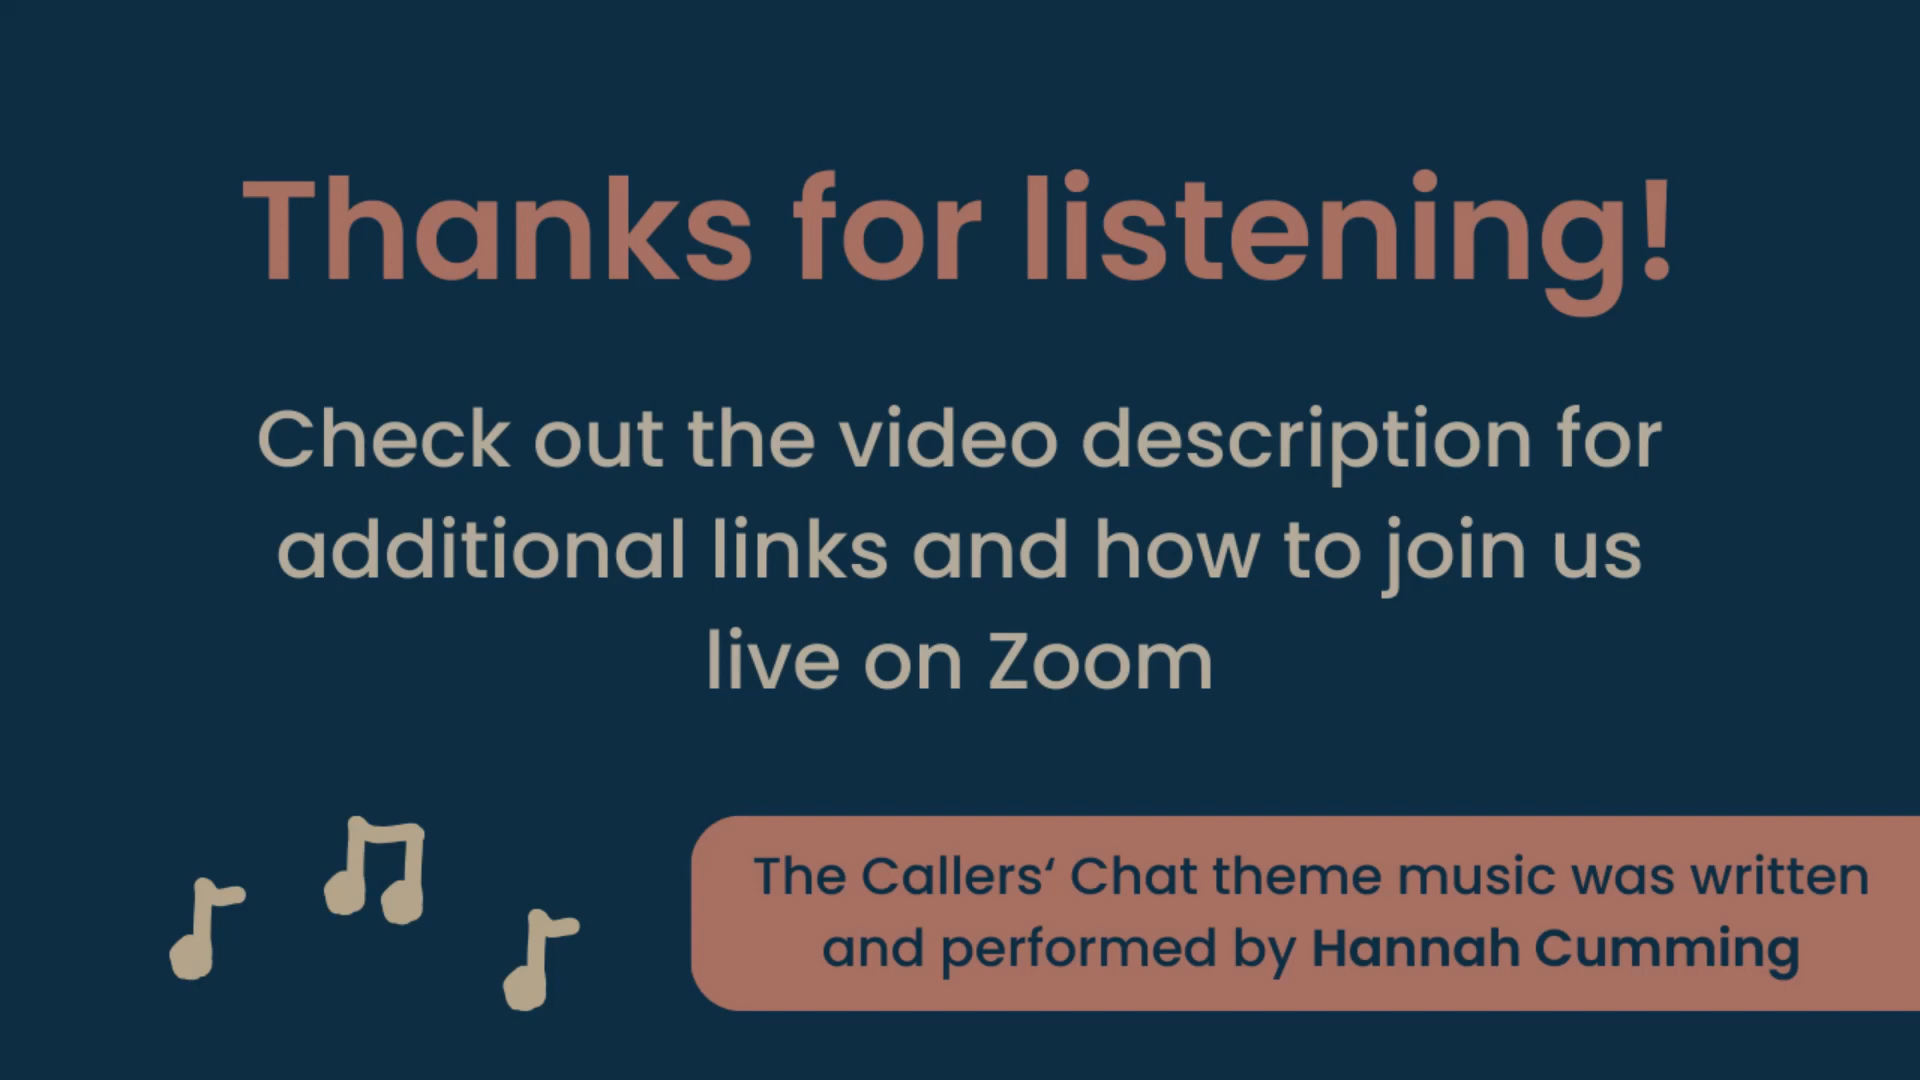 Thanks for listening!
Check out the video description for
additional links and how to join us
live on Zoom
The Callers‘ Chat theme music was written
and performed by Hannah Cumming